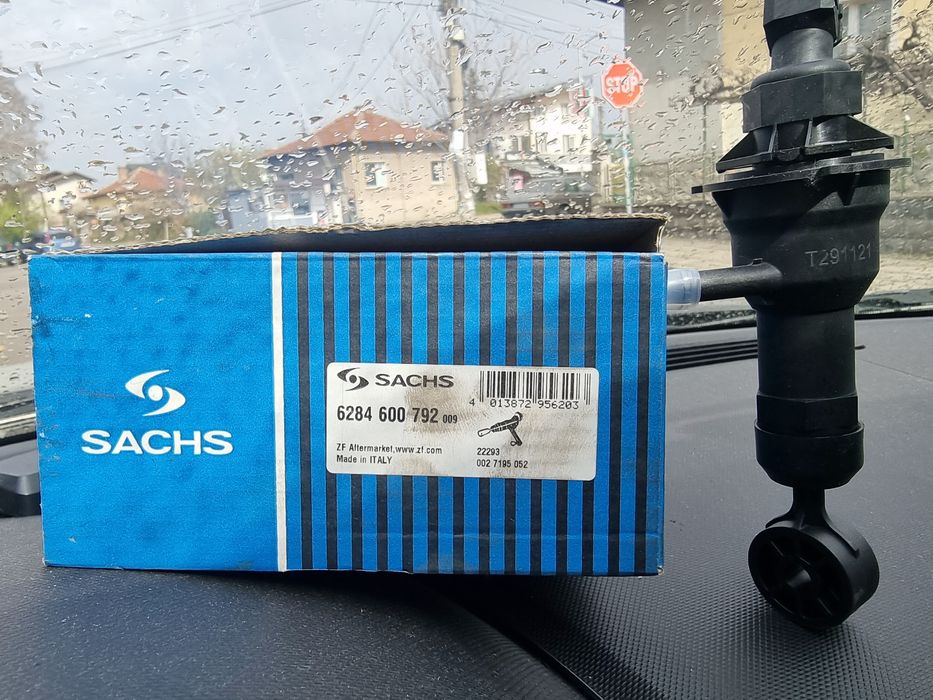 STOP
T291121
SACHS
SACHS
4 013872 956203
6284 600 792 009
ZF Aftermarket,www.zf.com
Made in ITALY
22293
002 7195 052